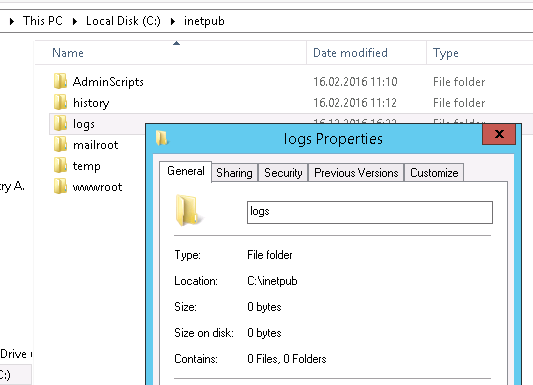 This PC ▸ Local Disk (C:) ▸ inetpub
Name Date modified Type
AdminScripts 16.02.2016 11:10 File folder
history 16.02.2016 11:12 File folder
logs File folder
mailroot
temp
wwwroot
ry A.
Drive
C:)
logs Properties
x
General Sharing Security Previous Versions Customize
logs
Type: File folder
Location: C:\inetpub
Size: 0 bytes
Size on disk: 0 bytes
Contains: 0 Files, 0 Folders